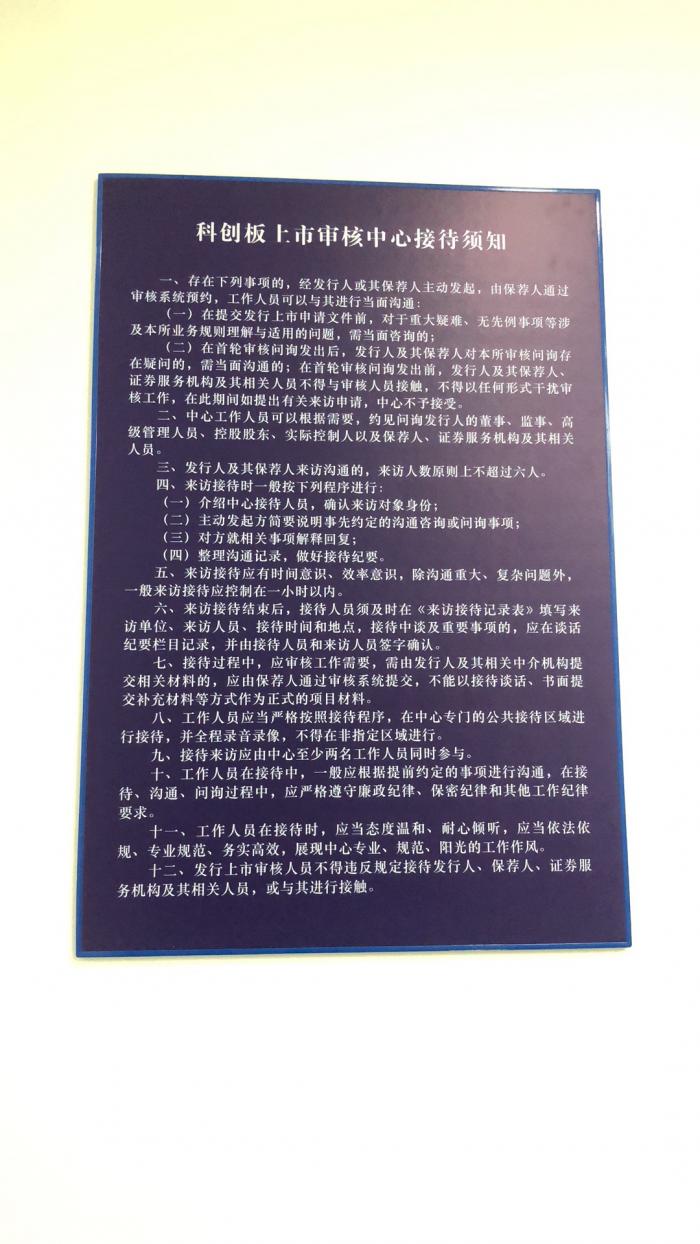 科创板上市审核中心接待须知
一、存在下列事项的，经发行人或其保荐人主动发起，由保荐人通过
审核系统预约，工作人员可以与其进行当面沟通：
（一）在提交发行上市申请文件前，对于重大疑难、无先例事项等涉
及本所业务规则理解与适用的问题，需当面咨询的；
（二）在首轮审核问询发出后，发行人及其保荐人对本所审核问询存
在疑问的，需当面沟通的；在首轮审核问询发出前，发行人及其保荐人、
证券服务机构及其相关人员不得与审核人员接触，不得以任何形式干扰审
核工作，在此期间如提出有关来访申请，中心不予接受。
二、中心工作人员可以根据需要，约见问询发行人的董事、监事、高
级管理人员、控股股东、实际控制人以及保荐人、证券服务机构及其相关
人员。
三、发行人及其保荐人来访沟通的，来访人数原则上不超过六人。
四、来访接待时一般按下列程序进行：
（一）介绍中心接待人员，确认来访对象身份；
（二）主动发起方简要说明事先约定的沟通咨询或问询事项；
（三）对方就相关事项解释回复；
（四）整理沟通记录，做好接待纪要。
五、来访接待应有时间意识、效率意识，除沟通重大、复杂问题外，
一般来访接待应控制在一小时以内。
六、来访接待结束后，接待人员须及时在《来访接待记录表》填写来
访单位、来访人员、接待时间和地点，接待中谈及重要事项的，应在谈话
纪要栏目记录，并由接待人员和来访人员签字确认。
七、接待过程中，应审核工作需要，需由发行人及其相关中介机构提
交相关材料的，应由保荐人通过审核系统提交，不能以接待谈话、书面提
交补充材料等方式作为正式的项目材料。
八、工作人员应当严格按照接待程序，在中心专门的公共接待区域进
行接待，并全程录音录像，不得在非指定区域进行。
九、接待来访应由中心至少两名工作人员同时参与。
十、工作人员在接待中，一般应根据提前约定的事项进行沟通，在接
待、沟通、问询过程中，应严格遵守廉政纪律、保密纪律和其他工作纪律
要求。
十一、工作人员在接待时，应当态度温和、耐心倾听，应当依法依
规、专业规范、务实高效，展现中心专业、规范、阳光的工作作风。
十二、发行上市审核人员不得违反规定接待发行人、保荐人、证券服
务机构及其相关人员，或与其进行接触。